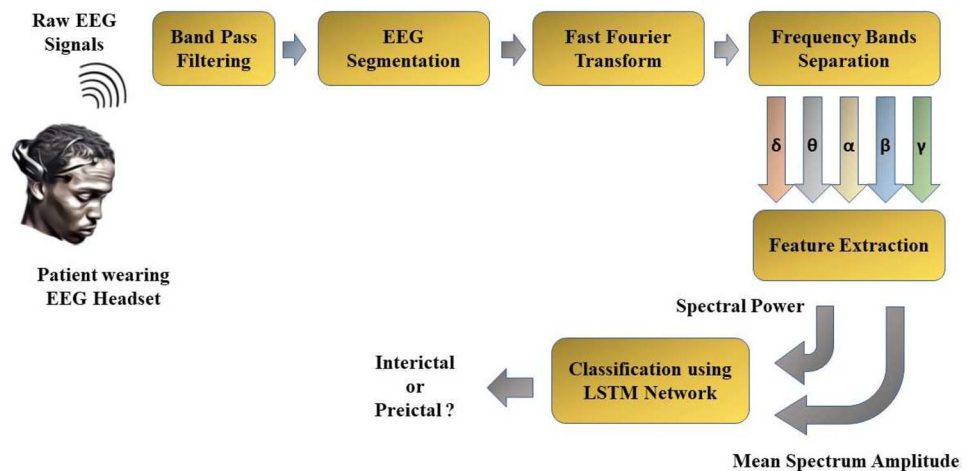 Raw EEG
Signals
Band Pass
Filtering
EEG
Segmentation
Fast Fourier
Transform
Frequency Bands
Separation
δ
θ
α
β
γ
Patient wearing
EEG Headset
Feature Extraction
Spectral Power
Mean Spectrum Amplitude
Classification using
LSTM Network
Interictal
or
Preictal ?